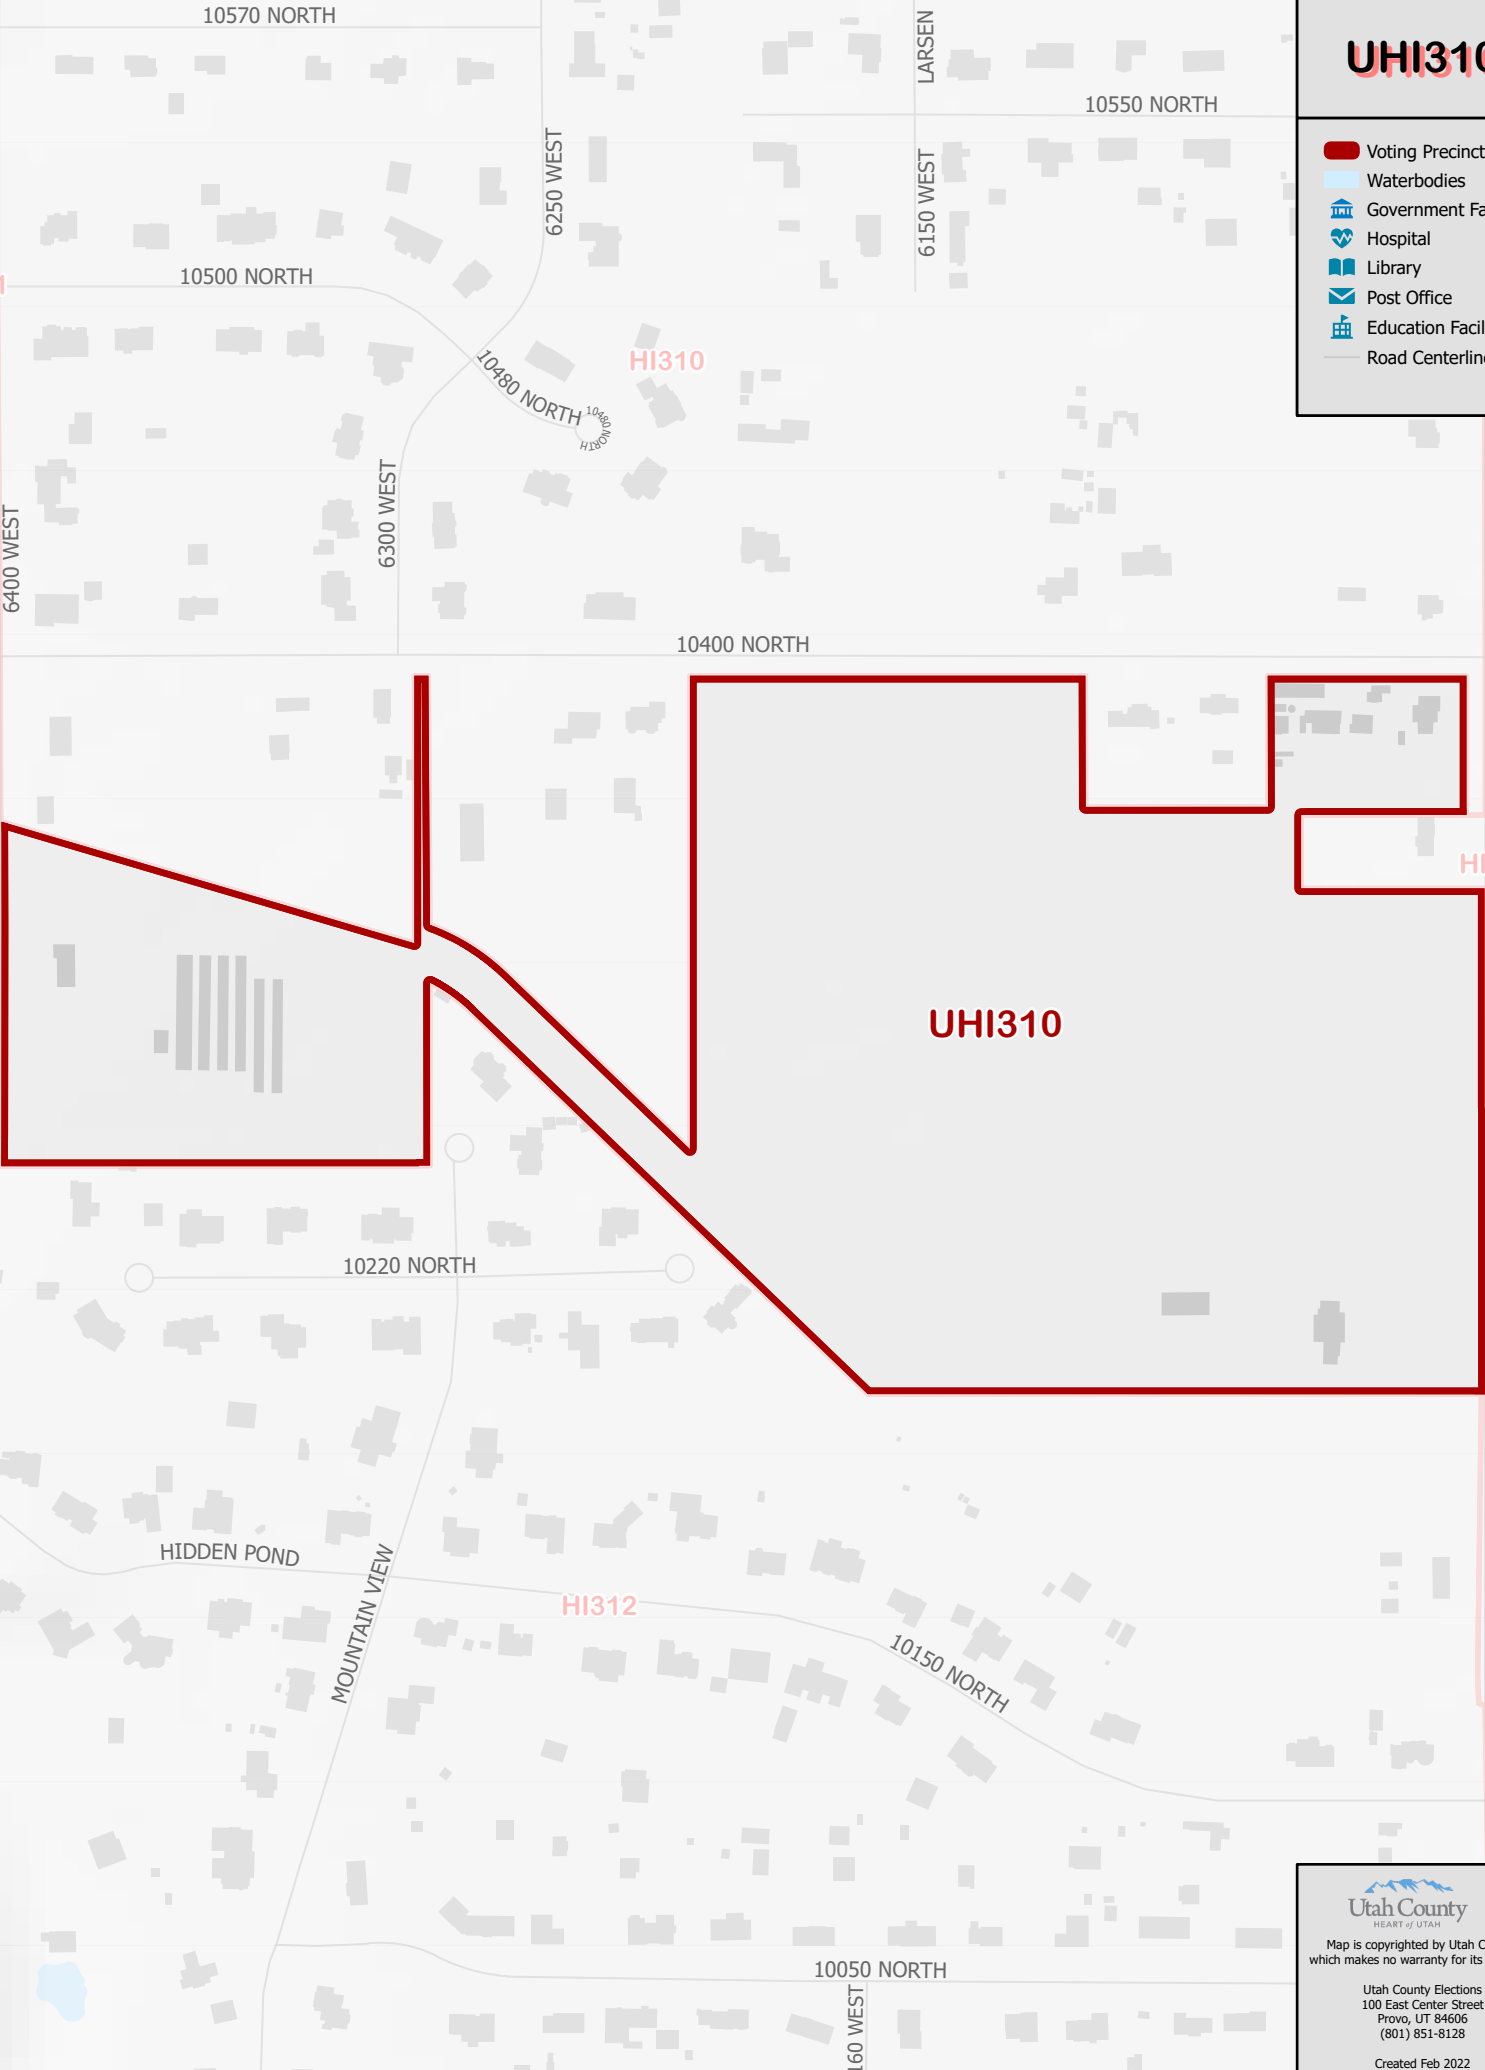 10570 NORTH
LARSEN
UHI310
10550 NORTH
6250 WEST
6150 WEST
Voting Precinct
Waterbodies
Government Fa
Hospital
Library
Post Office
Education Facil
Road Centerline
10500 NORTH
HI310
10480 NORTH
10480 NORTH
6300 WEST
6400 WEST
10400 NORTH
HI
UHI310
10220 NORTH
HIDDEN POND
MOUNTAIN VIEW
HI312
10150 NORTH
10050 NORTH
160 WEST
Utah County
HEART of UTAH
Map is copyrighted by Utah C
which makes no warranty for its
Utah County Elections
100 East Center Street
Provo, UT 84606
(801) 851-8128
Created Feb 2022